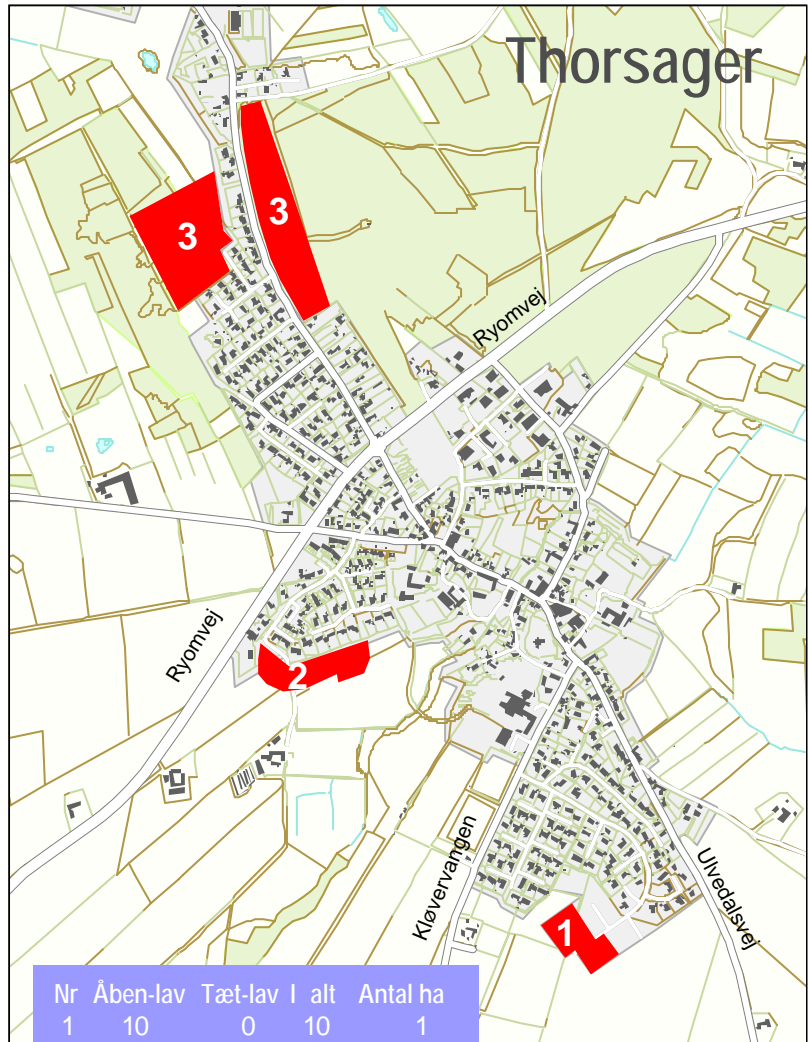 Thorsager
3
3
Ryomvej
Ryomvej
2
Kløvervangen
Ulvedalsvej
1
Nr Åben-lav Tæt-lav I alt Antal ha
1 10 0 10 1